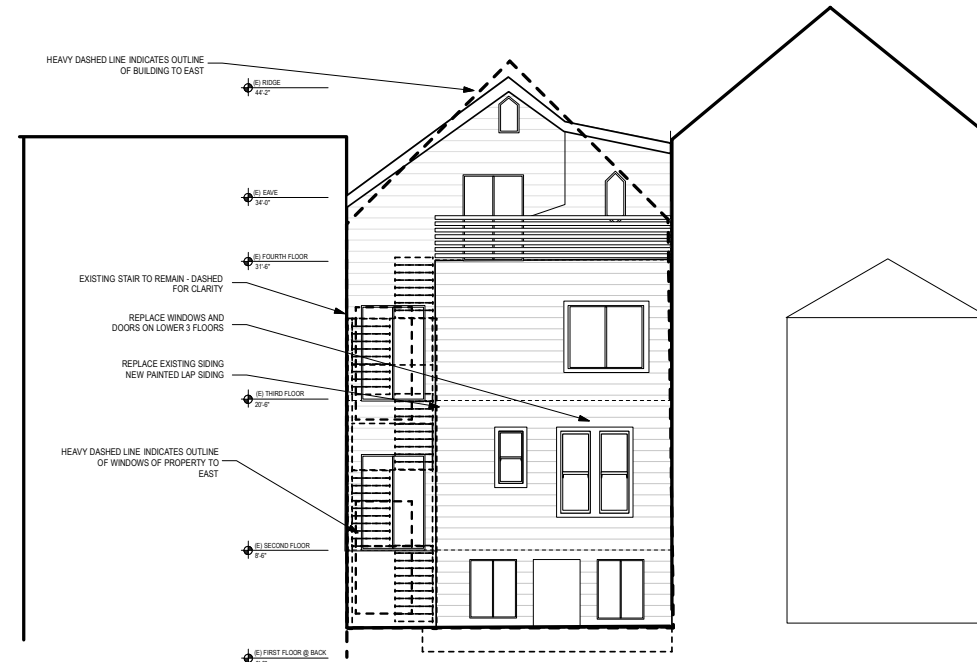 HEAVY DASHED LINE INDICATES OUTLINE
OF BUILDING TO EAST
(E) RIDGE
44'-2"
(E) EAVE
34'-0"
(E) FOURTH FLOOR
31'-6"
EXISTING STAIR TO REMAIN - DASHED
FOR CLARITY
REPLACE WINDOWS AND
DOORS ON LOWER 3 FLOORS
REPLACE EXISTING SIDING
NEW PAINTED LAP SIDING
(E) THIRD FLOOR
20'-6"
HEAVY DASHED LINE INDICATES OUTLINE
OF WINDOWS OF PROPERTY TO
EAST
(E) SECOND FLOOR
8'-6"
(E) FIRST FLOOR @ BACK